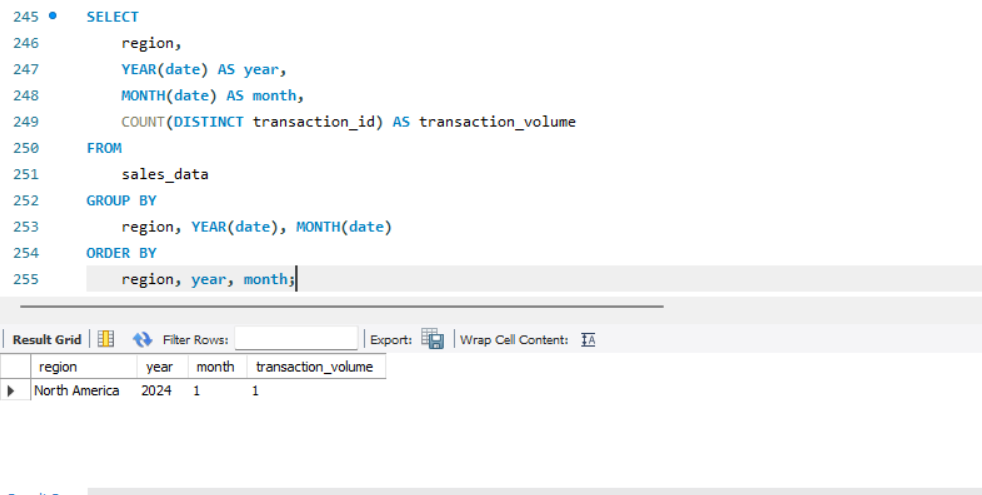 245 SELECT
246 region,
247 YEAR(date) AS year,
248 MONTH(date) AS month,
249 COUNT(DISTINCT transaction_id) AS transaction_volume
250 FROM
251 sales_data
252 GROUP BY
253 region, YEAR(date), MONTH(date)
254 ORDER BY
255 region, year, month;
Result Grid Filter Rows: Export: Wrap Cell Content: IA
region year month transaction_volume
North America 2024 1 1